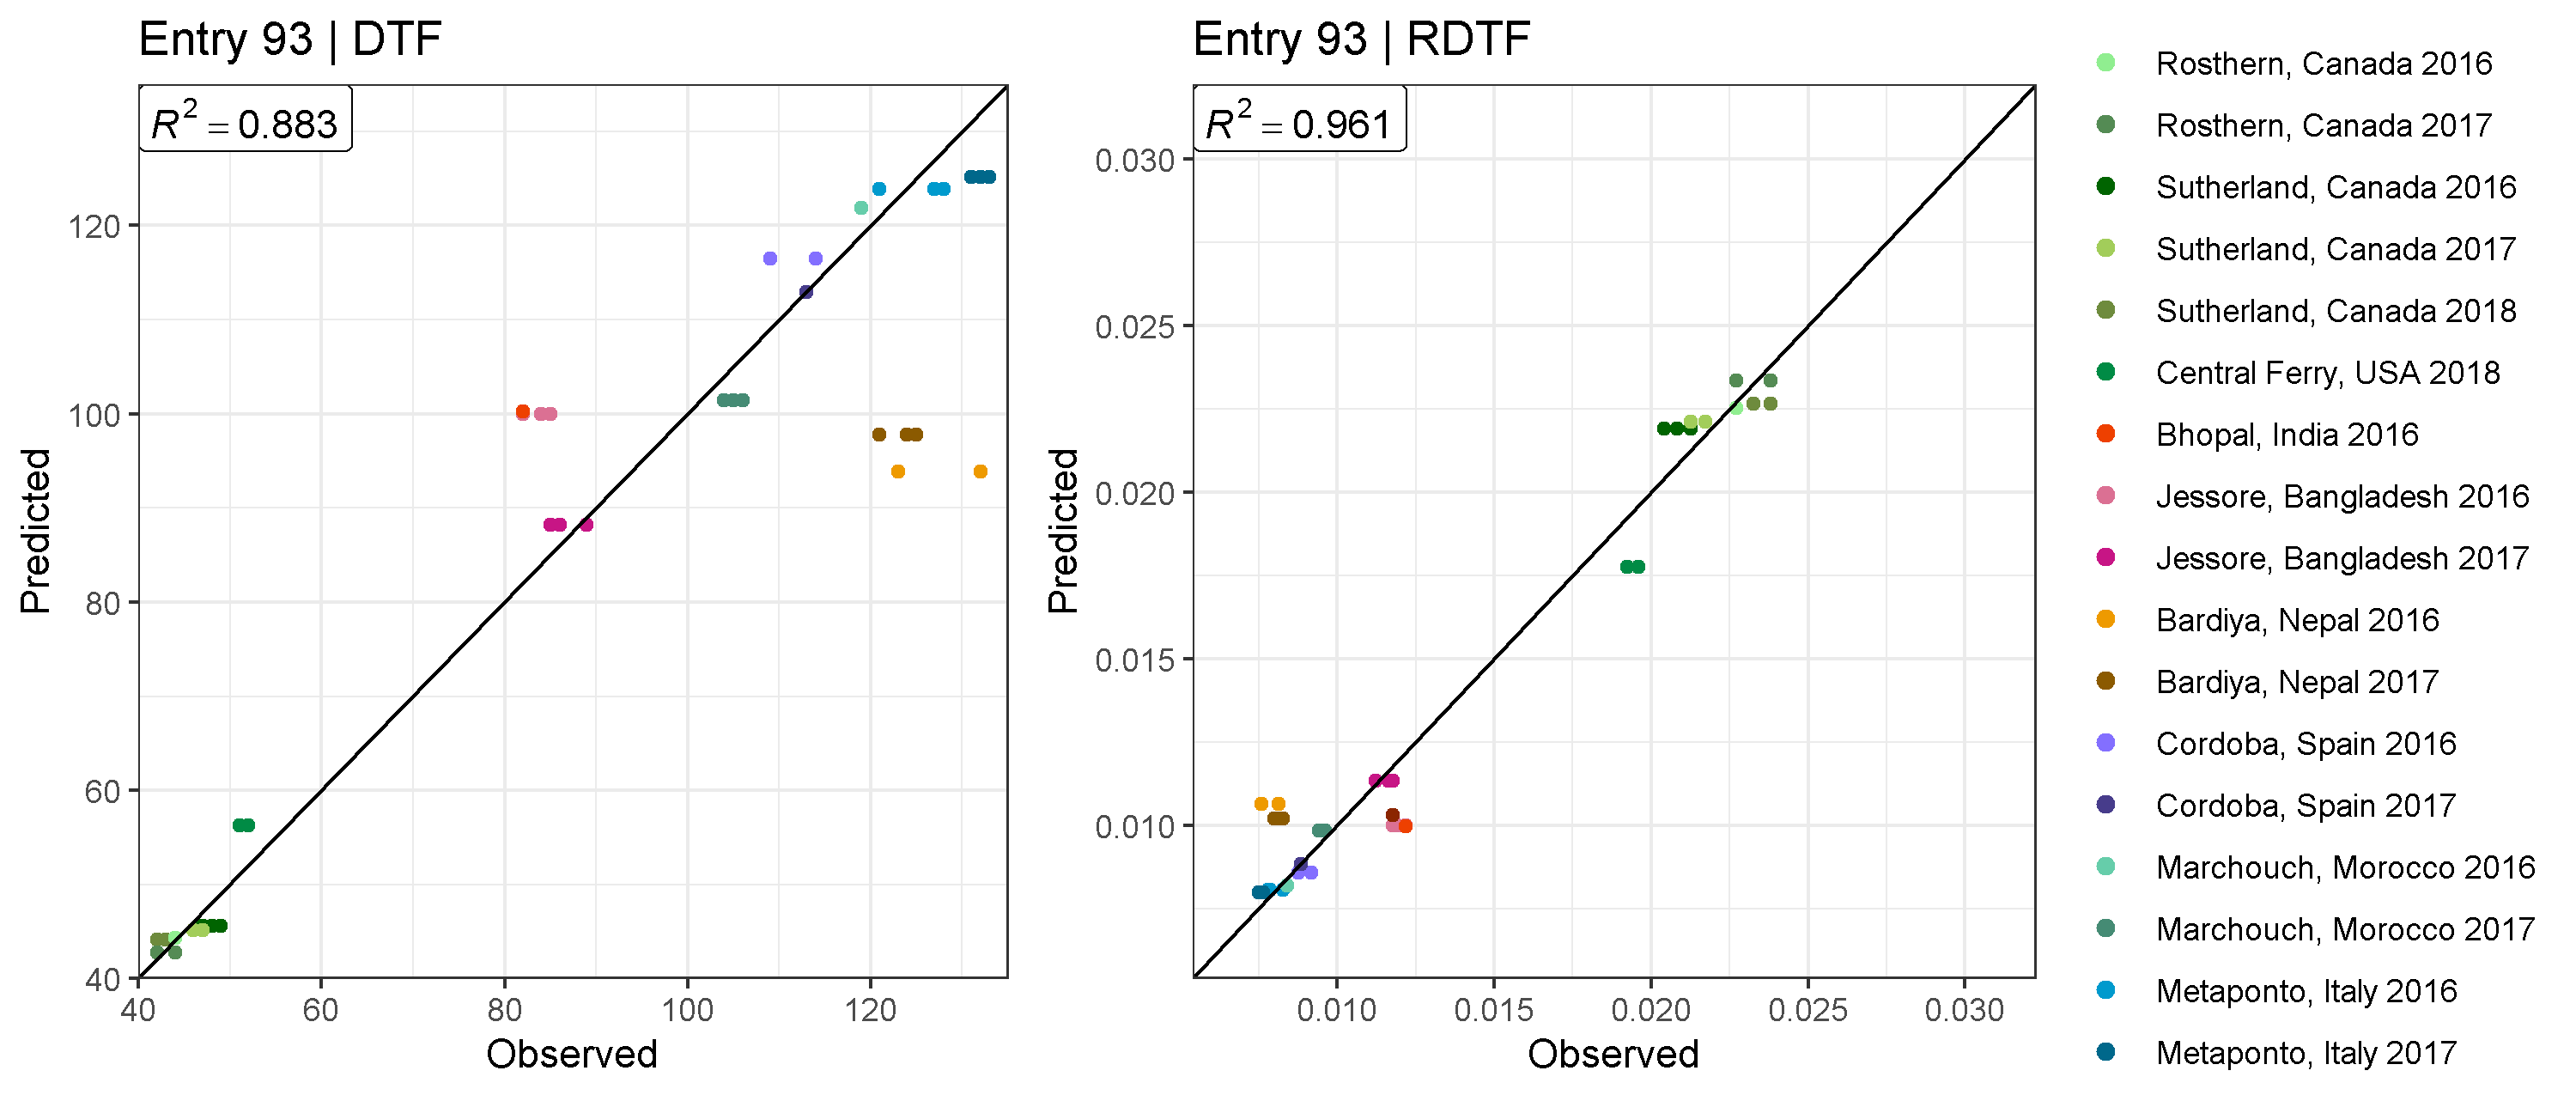 Entry 93 | DTF
R² = 0.883
120
100
80
60
40
Predicted
40 60 80 100 120
Observed
Entry 93 | RDTF
R² = 0.961
0.030
0.025
0.020
0.015
0.010
Predicted
0.010 0.015 0.020 0.025 0.030
Observed
Rosthern, Canada 2016
Rosthern, Canada 2017
Sutherland, Canada 2016
Sutherland, Canada 2017
Sutherland, Canada 2018
Central Ferry, USA 2018
Bhopal, India 2016
Jessore, Bangladesh 2016
Jessore, Bangladesh 2017
Bardiya, Nepal 2016
Bardiya, Nepal 2017
Cordoba, Spain 2016
Cordoba, Spain 2017
Marchouch, Morocco 2016
Marchouch, Morocco 2017
Metaponto, Italy 2016
Metaponto, Italy 2017